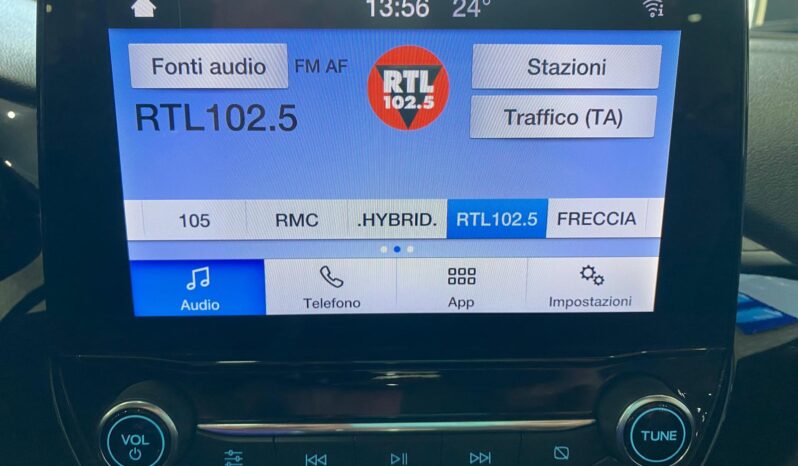 13:56 24°
Fonti audio FM AF
RTL
102.5
Stazioni
RTL102.5
Traffico (TA)
105 RMC .HYBRID. RTL102.5 FRECCIA
Audio Telefono App Impostazioni
VOL
TUNE